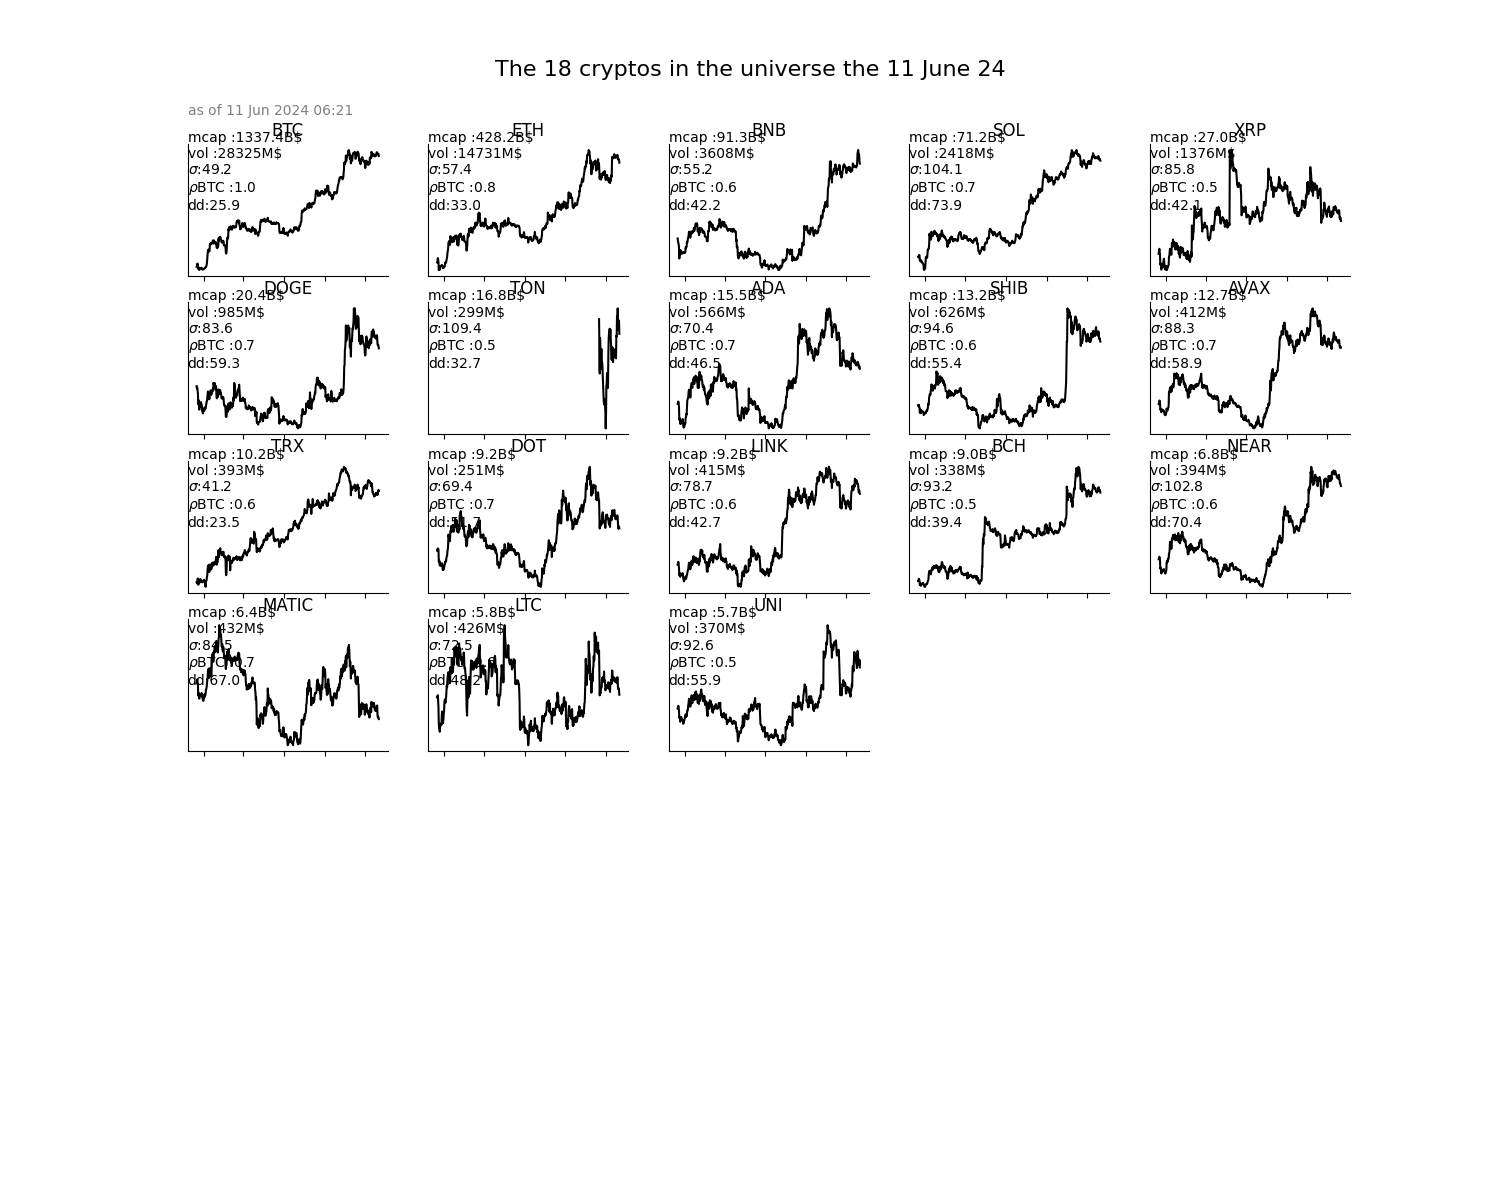 The 18 cryptos in the universe the 11 June 24
as of 11 Jun 2024 06:21
BTC
mcap :1337.4B$
vol :28325M$
σ:49.2
ρBTC :1.0
dd:25.9
ETH
mcap :428.2B$
vol :14731M$
σ:57.4
ρBTC :0.8
dd:33.0
BNB
mcap :91.3B$
vol :3608M$
σ:55.2
ρBTC :0.6
dd:42.2
SOL
mcap :71.2B$
vol :2418M$
σ:104.1
ρBTC :0.7
dd:73.9
XRP
mcap :27.0B$
vol :1376M$
σ:85.8
ρBTC :0.5
dd:42.1
DOGE
mcap :20.4B$
vol :985M$
σ:83.6
ρBTC :0.7
dd:59.3
TON
mcap :16.8B$
vol :299M$
σ:109.4
ρBTC :0.5
dd:32.7
ADA
mcap :15.5B$
vol :566M$
σ:70.4
ρBTC :0.7
dd:46.5
SHIB
mcap :13.2B$
vol :626M$
σ:94.6
ρBTC :0.6
dd:55.4
AVAX
mcap :12.7B$
vol :412M$
σ:88.3
ρBTC :0.7
dd:58.9
TRX
mcap :10.2B$
vol :393M$
σ:41.2
ρBTC :0.6
dd:23.5
DOT
mcap :9.2B$
vol :251M$
σ:69.4
ρBTC :0.7
LINK
mcap :9.2B$
vol :415M$
σ:78.7
ρBTC :0.6
dd:42.7
BCH
mcap :9.0B$
vol :338M$
σ:93.2
ρBTC :0.5
dd:39.4
NEAR
mcap :6.8B$
vol :394M$
σ:102.8
ρBTC :0.6
dd:70.4
MATIC
mcap :6.4B$
vol :432M$
σ:84.5
ρBTC :0.7
dd:67.0
LTC
mcap :5.8B$
vol :426M$
σ:72.5
dd:48.2
UNI
mcap :5.7B$
vol :370M$
σ:92.6
ρBTC :0.5
dd:55.9